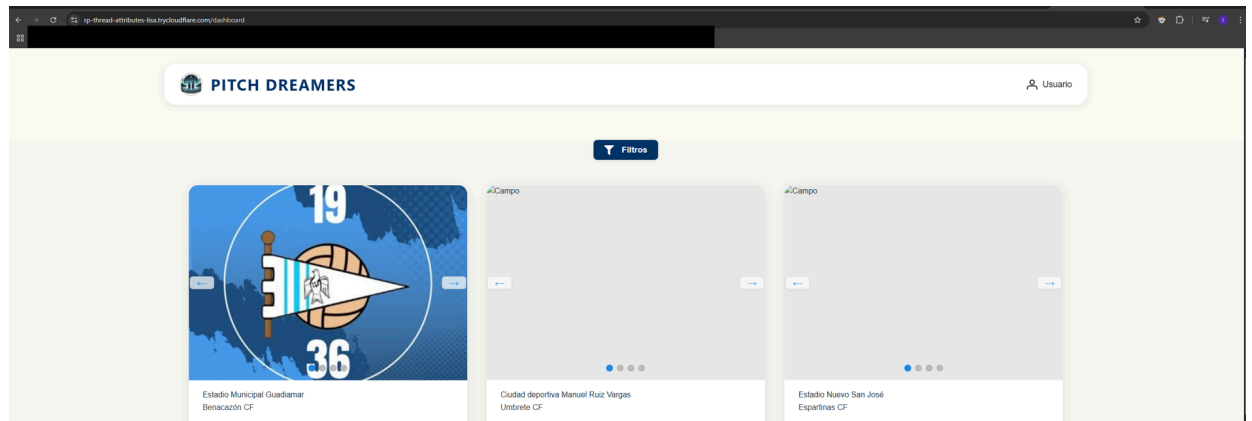 rp-thread-attributes-lisa.trycloudflare.com/dashboard
PITCH DREAMERS
Usuario
Filtros
19
36
Campo
Campo
Estadio Municipal Guadiamar
Benacazón CF
Ciudad deportiva Manuel Ruiz Vargas
Umbrete CF
Estadio Nuevo San José
Espartinas CF